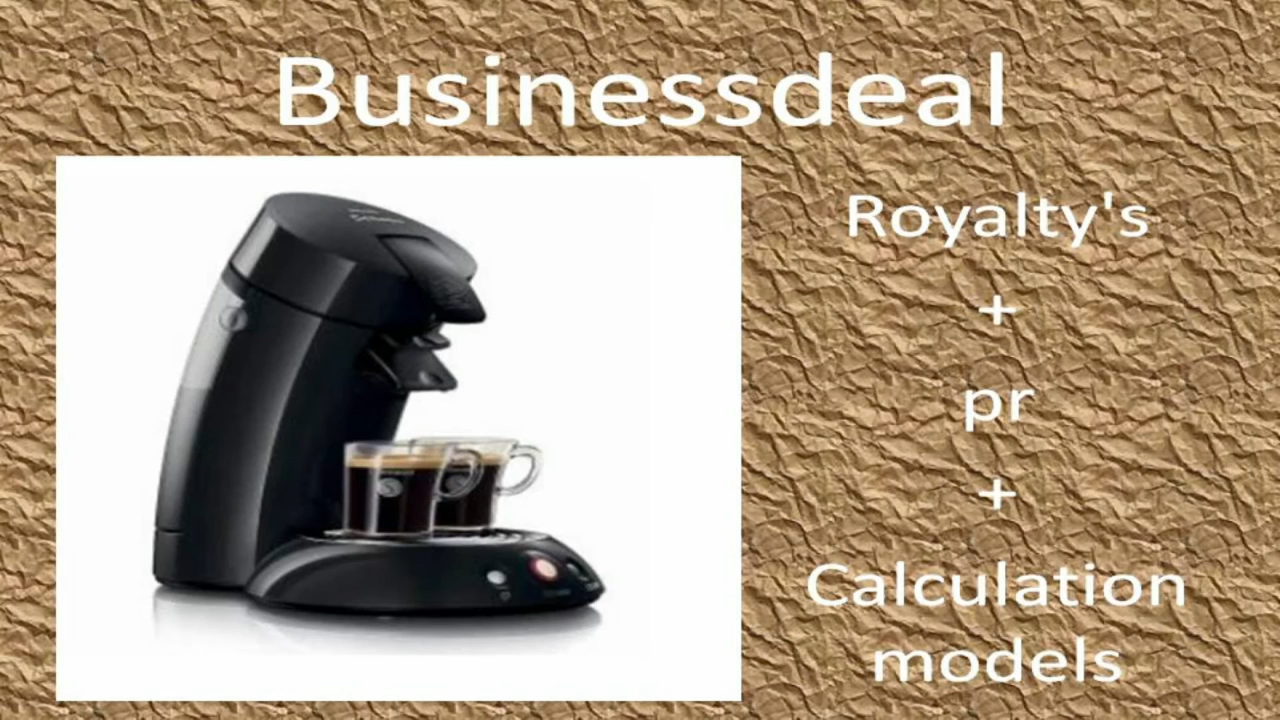 Businessdeal
Royalty's
+
pr
+
Calculation
models